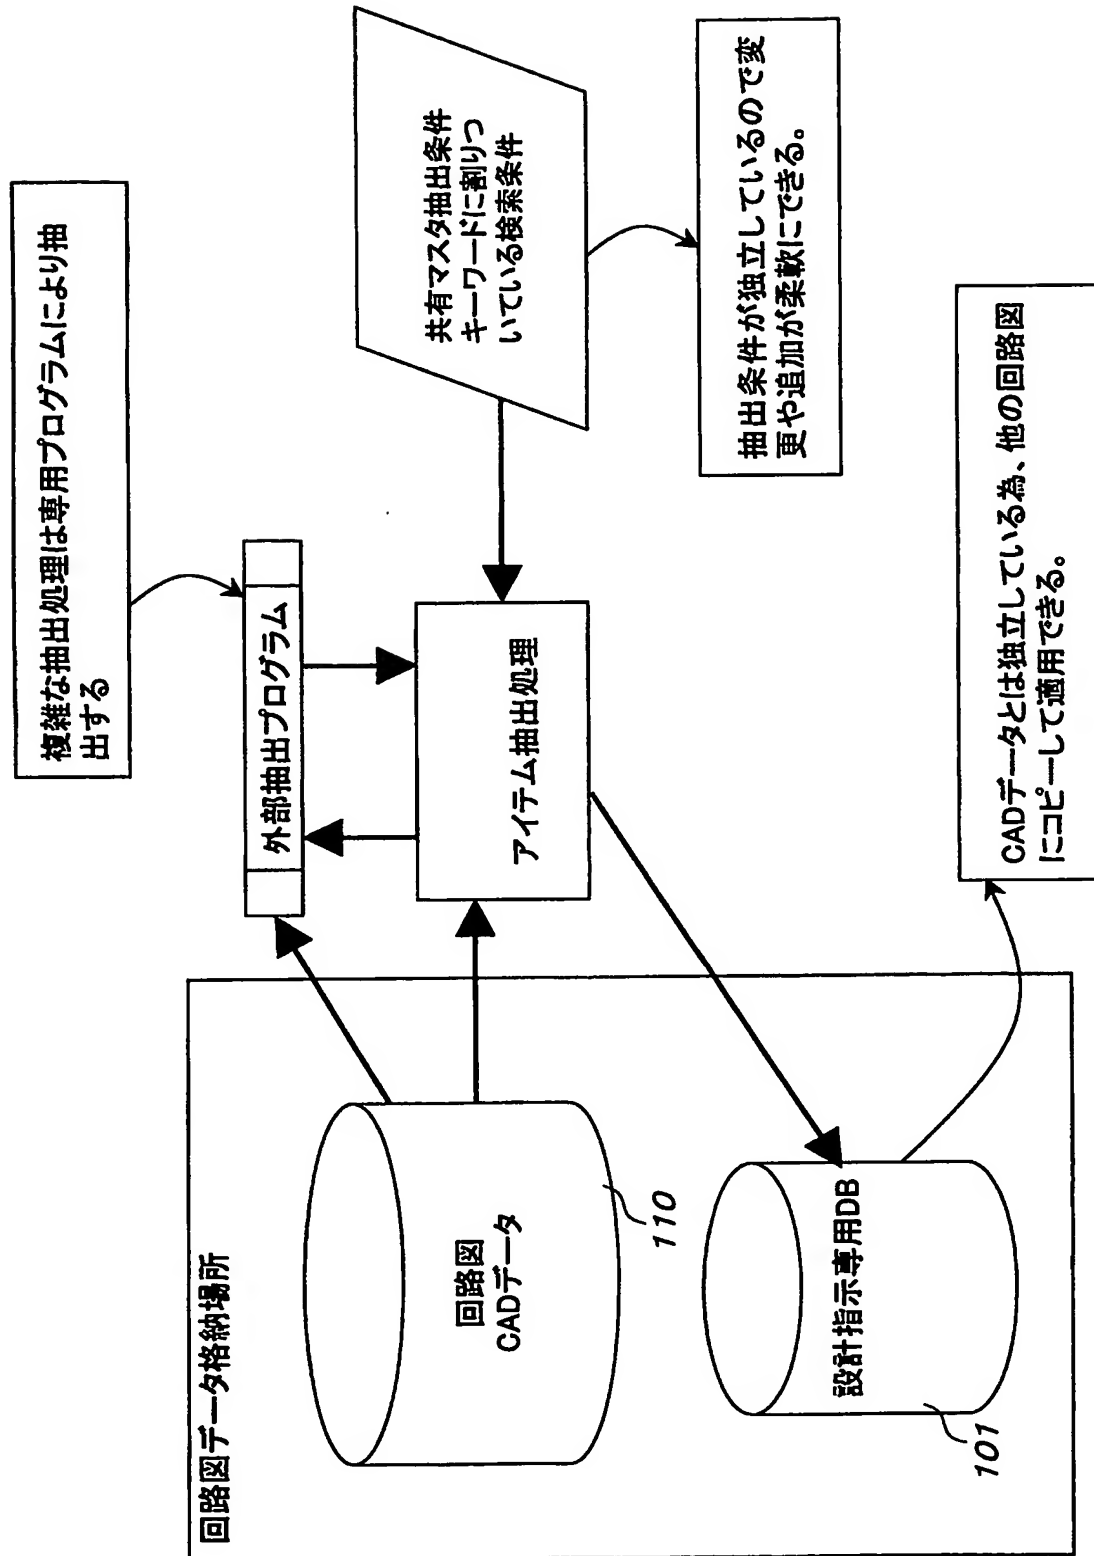 複雑な抽出処理は専用プログラムにより抽
出する
外部抽出プログラム
共有マスタ抽出条件
キーワードに割りつ
いている検索条件
アイテム抽出処理
抽出条件が独立しているので変
更や追加が柔軟にできる。
回路図データ格納場所
回路図
CADデータ
110
設計指示専用DB
101
CADデータとは独立している為、他の回路図
にコピーして適用できる。